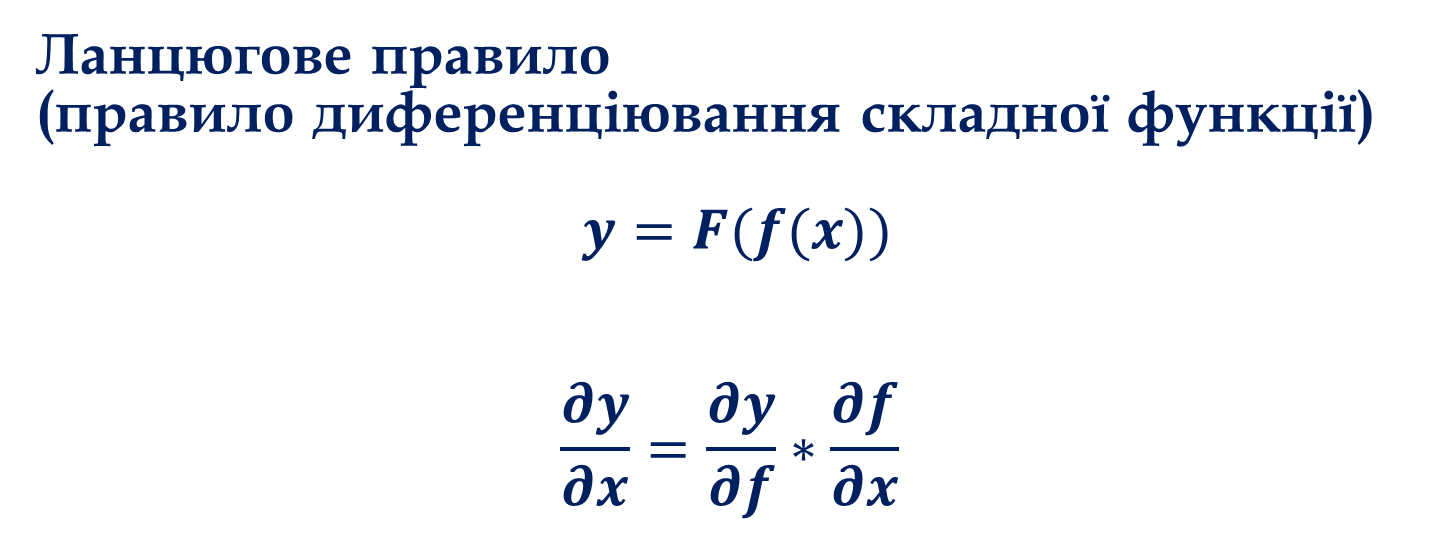 Ланцюгове правило
(правило диференціювання складної функції)
y = F(f(x))
∂y/∂x = ∂y/∂f * ∂f/∂x